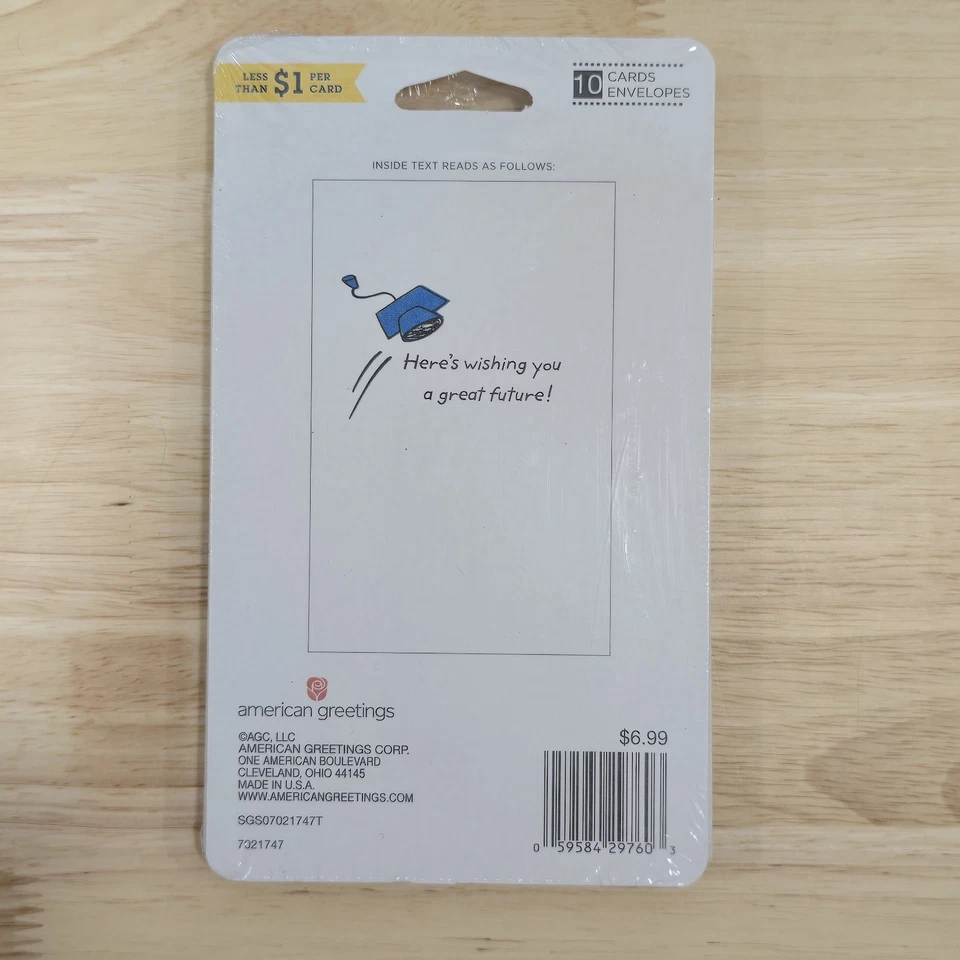 LESS THAN $1 PER CARD
10 CARDS
ENVELOPES
INSIDE TEXT READS AS FOLLOWS:
Here's wishing you
a great future!
american greetings
©AGC, LLC
AMERICAN GREETINGS CORP.
ONE AMERICAN BOULEVARD
CLEVELAND, OHIO 44145
MADE IN U.S.A.
WWW.AMERICANGREETINGS.COM
SGS07021747T
7021747
$6.99
0 59584 29760 3